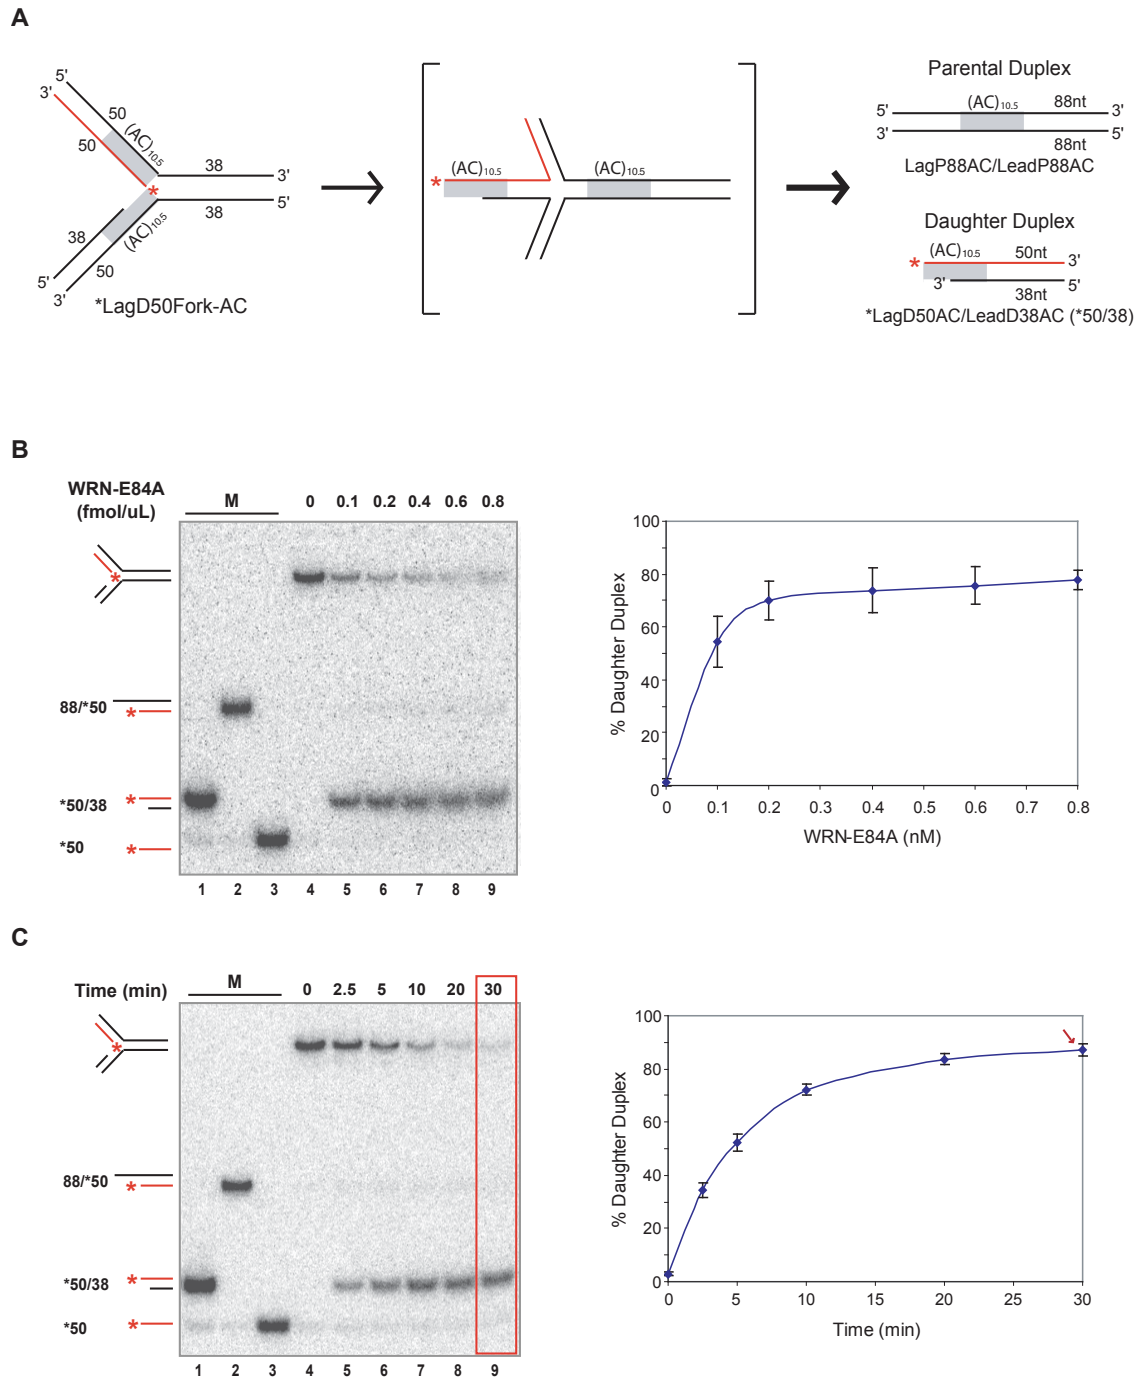 A
5'
3'
50
(AC)10.5
50
*
38
3'
38
5'
38
(AC)10.5
50
5'
3'
*LagD50Fork-AC
(AC)10.5
(AC)10.5
*
Parental Duplex
5'
(AC)10.5
88nt
3'
3'
5'
88nt
LagP88AC/LeadP88AC
Daughter Duplex
(AC)10.5
50nt
*
3'
3'
5'
38nt
*LagD50AC/LeadD38AC (*50/38)
B
WRN-E84A
(fmol/uL)
M
0 0.1 0.2 0.4 0.6 0.8
*
88/*50
*
*50/38
*
*50
*
1 2 3 4 5 6 7 8 9
% Daughter Duplex
100
80
60
40
20
0
0 0.1 0.2 0.3 0.4 0.5 0.6 0.7 0.8
WRN-E84A (nM)
C
Time (min)
M
0 2.5 5 10 20 30
*
88/*50
*
*50/38
*
*50
*
1 2 3 4 5 6 7 8 9
% Daughter Duplex
100
80
60
40
20
0
0 5 10 15 20 25 30
Time (min)